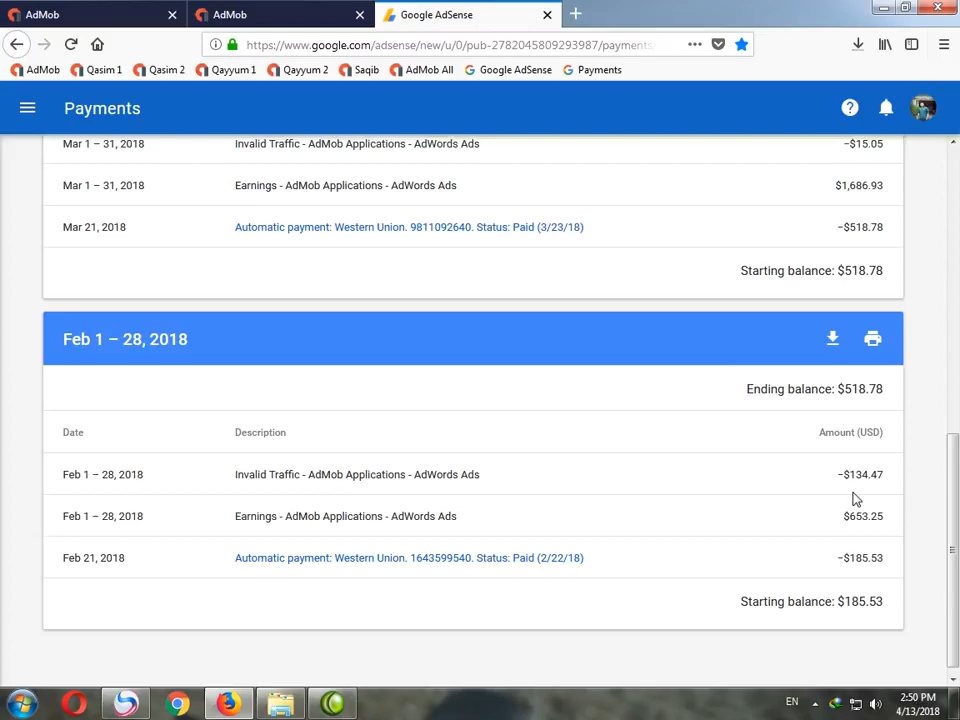 AdMob
AdMob
Google AdSense
https://www.google.com/adsense/new/u/0/pub-2782045809293987/payments,
AdMob
Qasim 1
Qasim 2
Qayyum 1
Qayyum 2
Saqib
AdMob All
Google AdSense
Payments
Payments
Mar 1 – 31, 2018 Invalid Traffic - AdMob Applications - AdWords Ads −$15.05
Mar 1 – 31, 2018 Earnings - AdMob Applications - AdWords Ads $1,686.93
Mar 21, 2018 Automatic payment: Western Union. 9811092640. Status: Paid (3/23/18) −$518.78
Starting balance: $518.78
Feb 1 – 28, 2018
Ending balance: $518.78
Date Description Amount (USD)
Feb 1 – 28, 2018 Invalid Traffic - AdMob Applications - AdWords Ads −$134.47
Feb 1 – 28, 2018 Earnings - AdMob Applications - AdWords Ads $653.25
Feb 21, 2018 Automatic payment: Western Union. 1643599540. Status: Paid (2/22/18) −$185.53
Starting balance: $185.53
EN
2:50 PM
4/13/2018